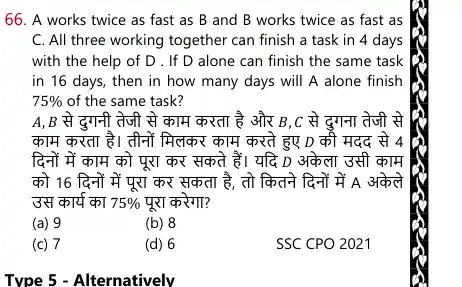 66. A works twice as fast as B and B works twice as fast as
C. All three working together can finish a task in 4 days
with the help of D . If D alone can finish the same task
in 16 days, then in how many days will A alone finish
75% of the same task?
A, B से दुगनी तेजी से काम करता है और B, C से दुगना तेजी से
काम करता है। तीनों मिलकर काम करते हुए D की मदद से 4
दिनों में काम को पूरा कर सकते हैं। यदि D अकेला उसी काम
को 16 दिनों में पूरा कर सकता है, तो कितने दिनों में A अकेले
उस कार्य का 75% पूरा करेगा?
(a) 9 (b) 8
(c) 7 (d) 6 SSC CPO 2021
Type 5 - Alternatively